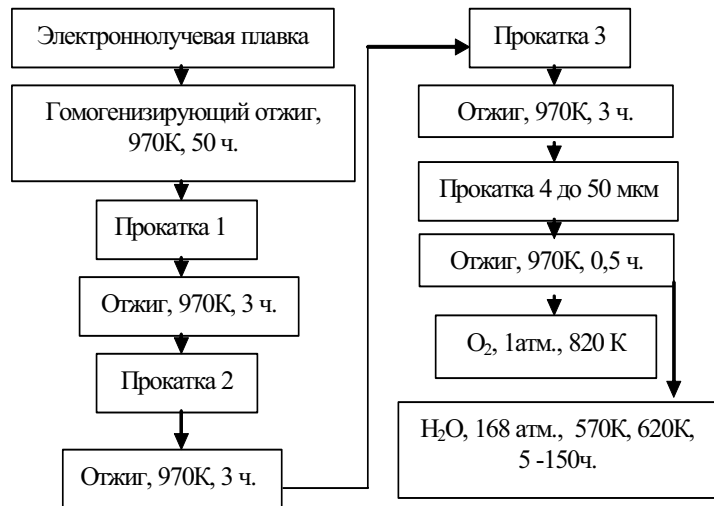 Электроннолучевая плавка
Гомогенизирующий отжиг,
970К, 50 ч.
Прокатка 1
Отжиг, 970К, 3 ч.
Прокатка 2
Отжиг, 970К, 3 ч.
Прокатка 3
Отжиг, 970К, 3 ч.
Прокатка 4 до 50 мкм
Отжиг, 970К, 0,5 ч.
O₂, 1атм., 820 К
H₂O, 168 атм., 570К, 620К,
5 -150ч.